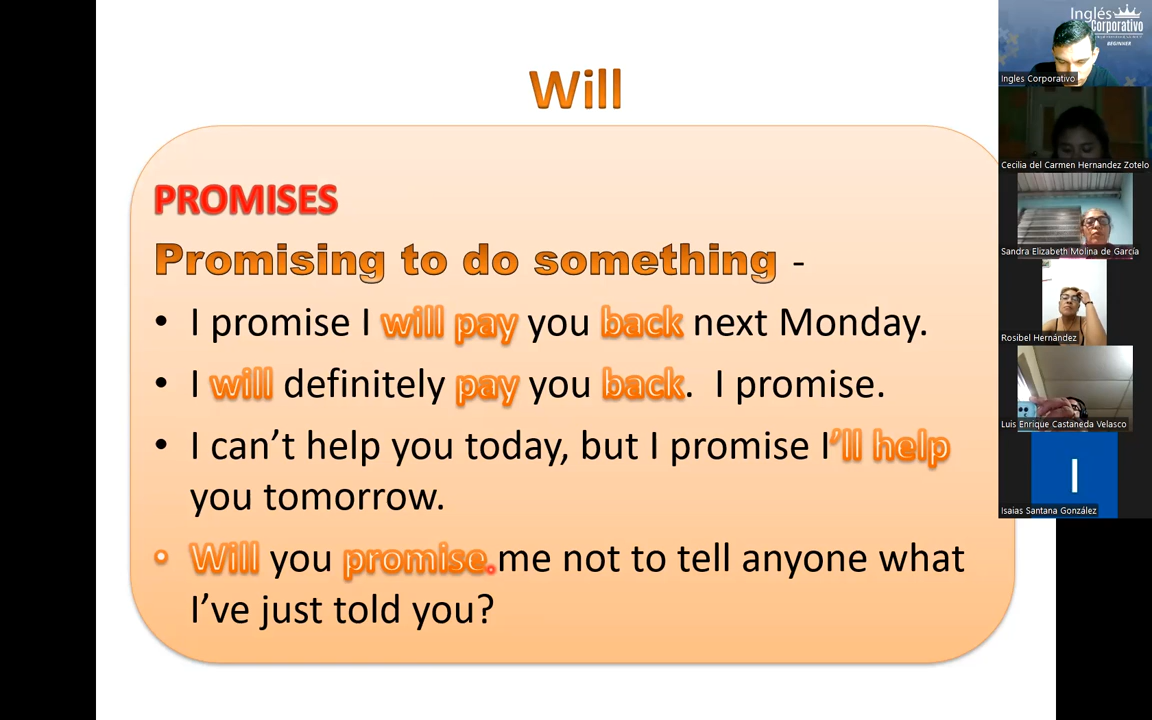 Will
PROMISES
Promising to do something -
• I promise I will pay you back next Monday.
• I will definitely pay you back. I promise.
• I can't help you today, but I promise I'll help
you tomorrow.
• Will you promise me not to tell anyone what
I've just told you?
Inglés
Corporativo
BEGINNER
Ingles Corporativo
Cecilia del Carmen Hernandez Zotelo
Sandra Elizabeth Molina de García
Rosibel Hernández
Luis Enrique Castaneda Velasco
I
Isaias Santana González